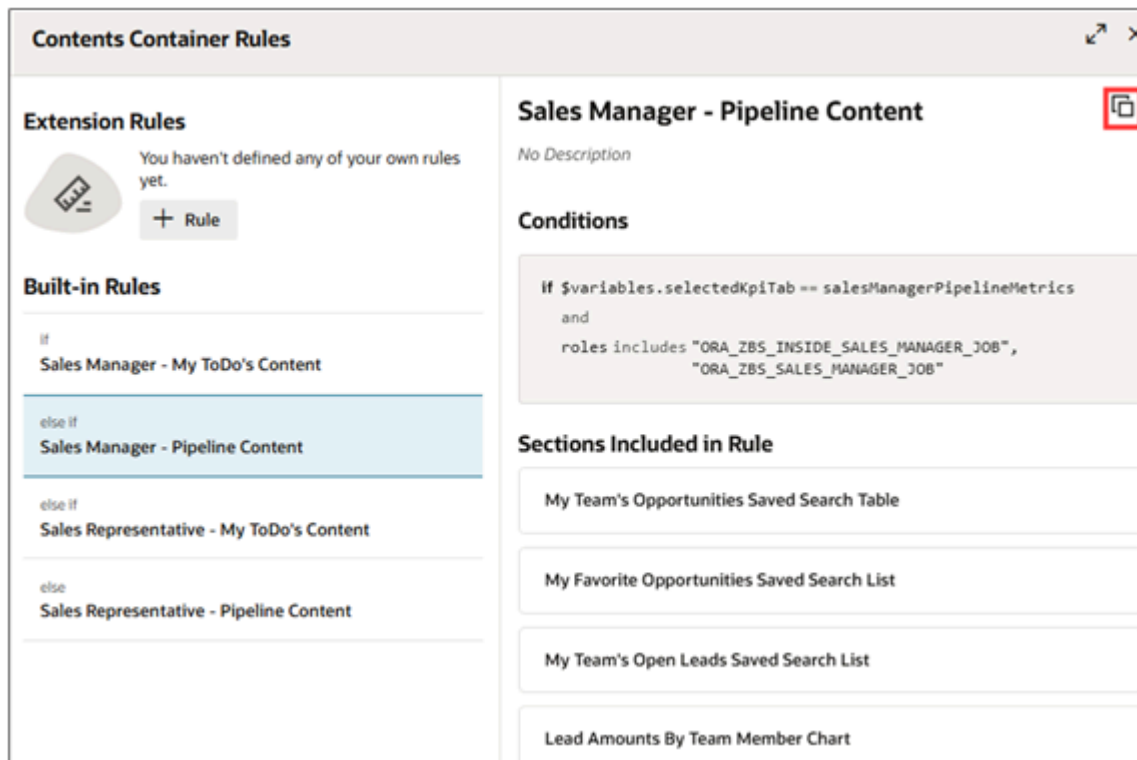 Contents Container Rules
Extension Rules
You haven't defined any of your own rules
yet.
+ Rule
Built-in Rules
if
Sales Manager - My ToDo's Content
else if
Sales Manager - Pipeline Content
else if
Sales Representative - My ToDo's Content
else
Sales Representative - Pipeline Content
Sales Manager - Pipeline Content
No Description
Conditions
if $variables.selectedKpiTab == salesManagerPipelineMetrics
and
roles includes "ORA_ZBS_INSIDE_SALES_MANAGER_JOB",
"ORA_ZBS_SALES_MANAGER_JOB"
Sections Included in Rule
My Team's Opportunities Saved Search Table
My Favorite Opportunities Saved Search List
My Team's Open Leads Saved Search List
Lead Amounts By Team Member Chart